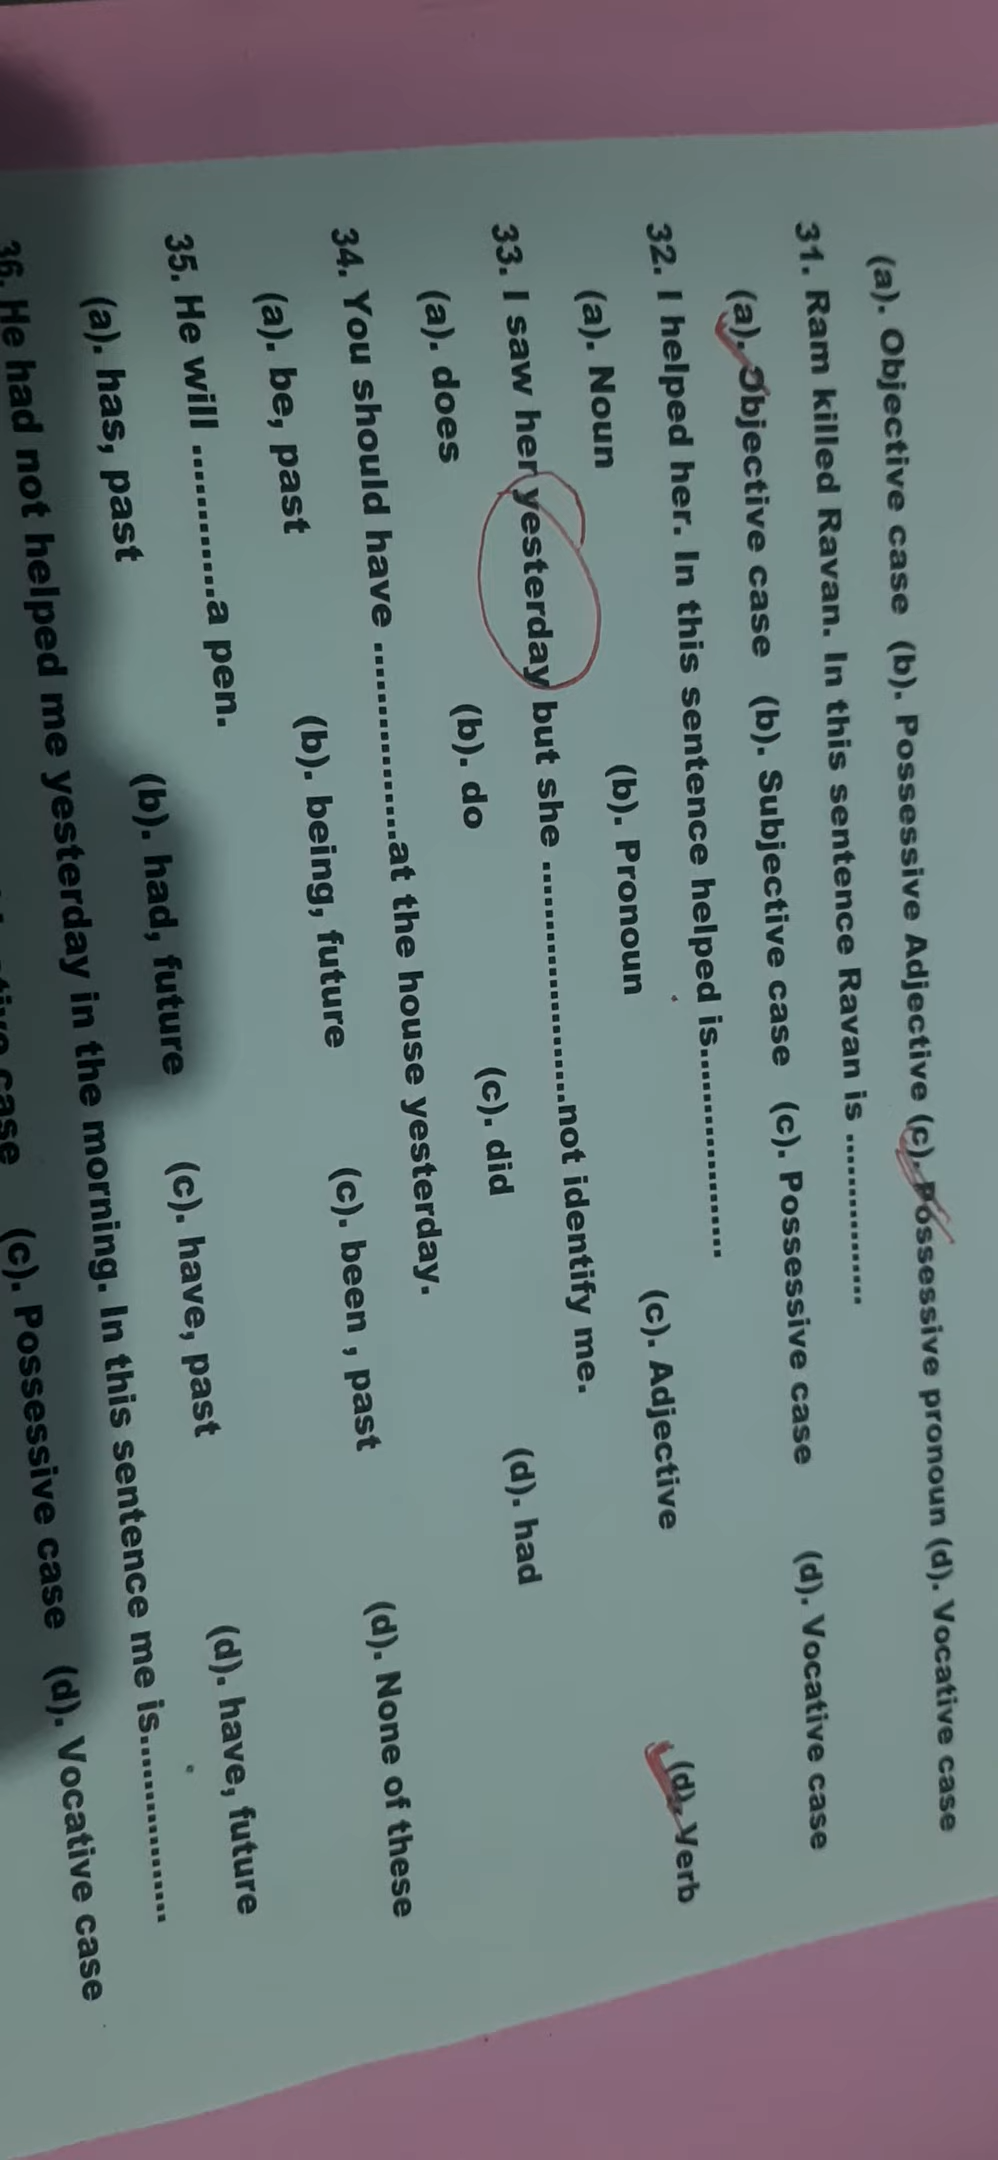 (a). Objective case (b). Possessive Adjective (c). Possessive pronoun (d). Vocative case
31. Ram killed Ravan. In this sentence Ravan is .............
(a). Objective case (b). Subjective case (c). Possessive case (d). Vocative case
32. I helped her. In this sentence helped is...................
(a). Noun (b). Pronoun (c). Adjective (d). Verb
33. I saw her yesterday but she ......................not identify me.
(a). does (b). do (c). did (d). had
34. You should have ..................at the house yesterday.
(a). be, past (b). being, future (c). been , past (d). None of these
35. He will .............a pen.
(a). has, past (b). had, future (c). have, past (d). have, future
36. He had not helped me yesterday in the morning. In this sentence me is.................
case (c). Possessive case (d). Vocative case